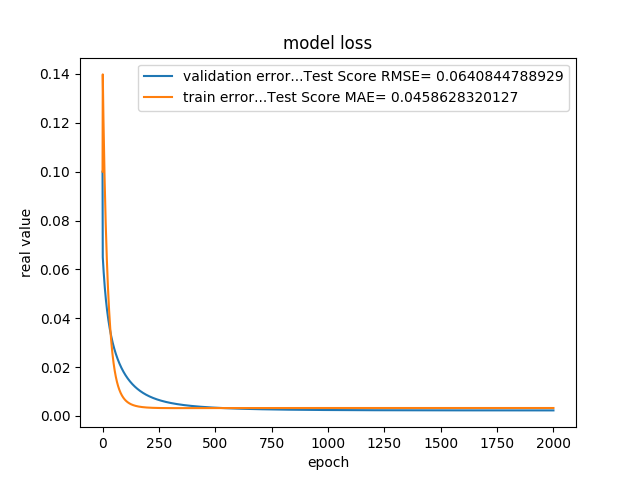 model loss
validation error...Test Score RMSE= 0.0640844788929
train error...Test Score MAE= 0.0458628320127
0.14
0.12
0.10
0.08
0.06
0.04
0.02
0.00
real value
0 250 500 750 1000 1250 1500 1750 2000
epoch